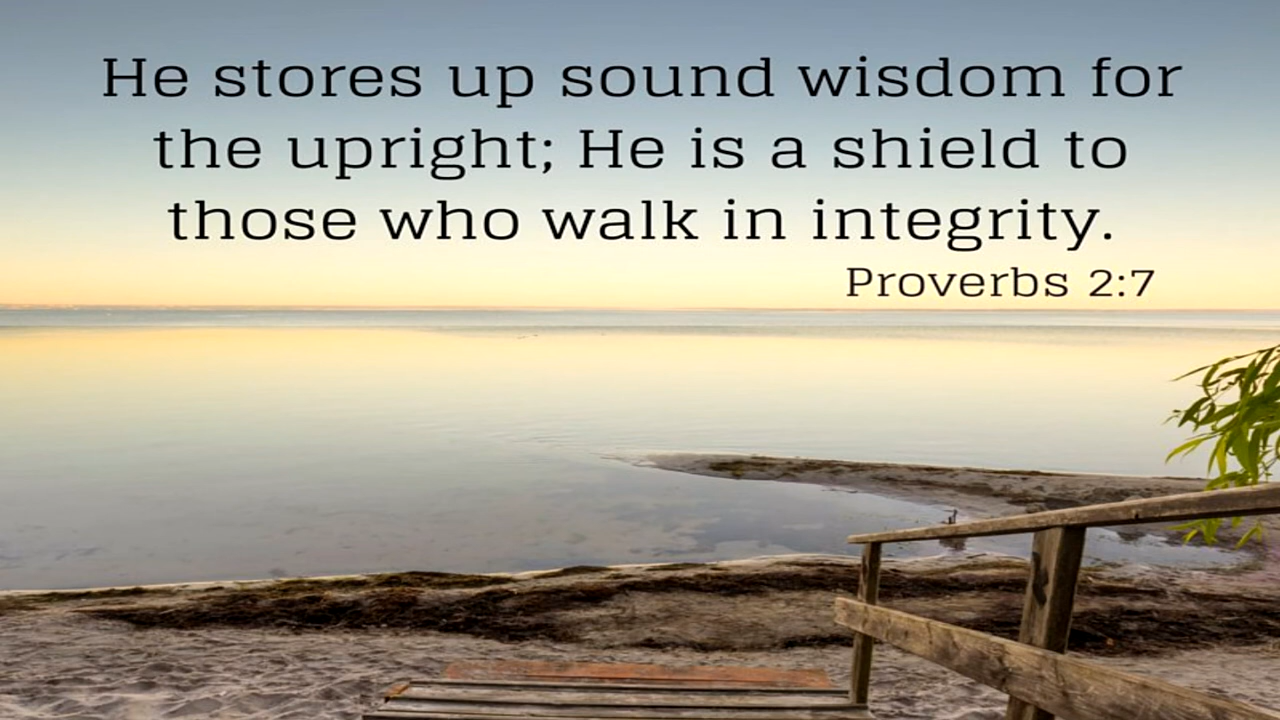 He stores up sound wisdom for
the upright; He is a shield to
those who walk in integrity.
Proverbs 2:7